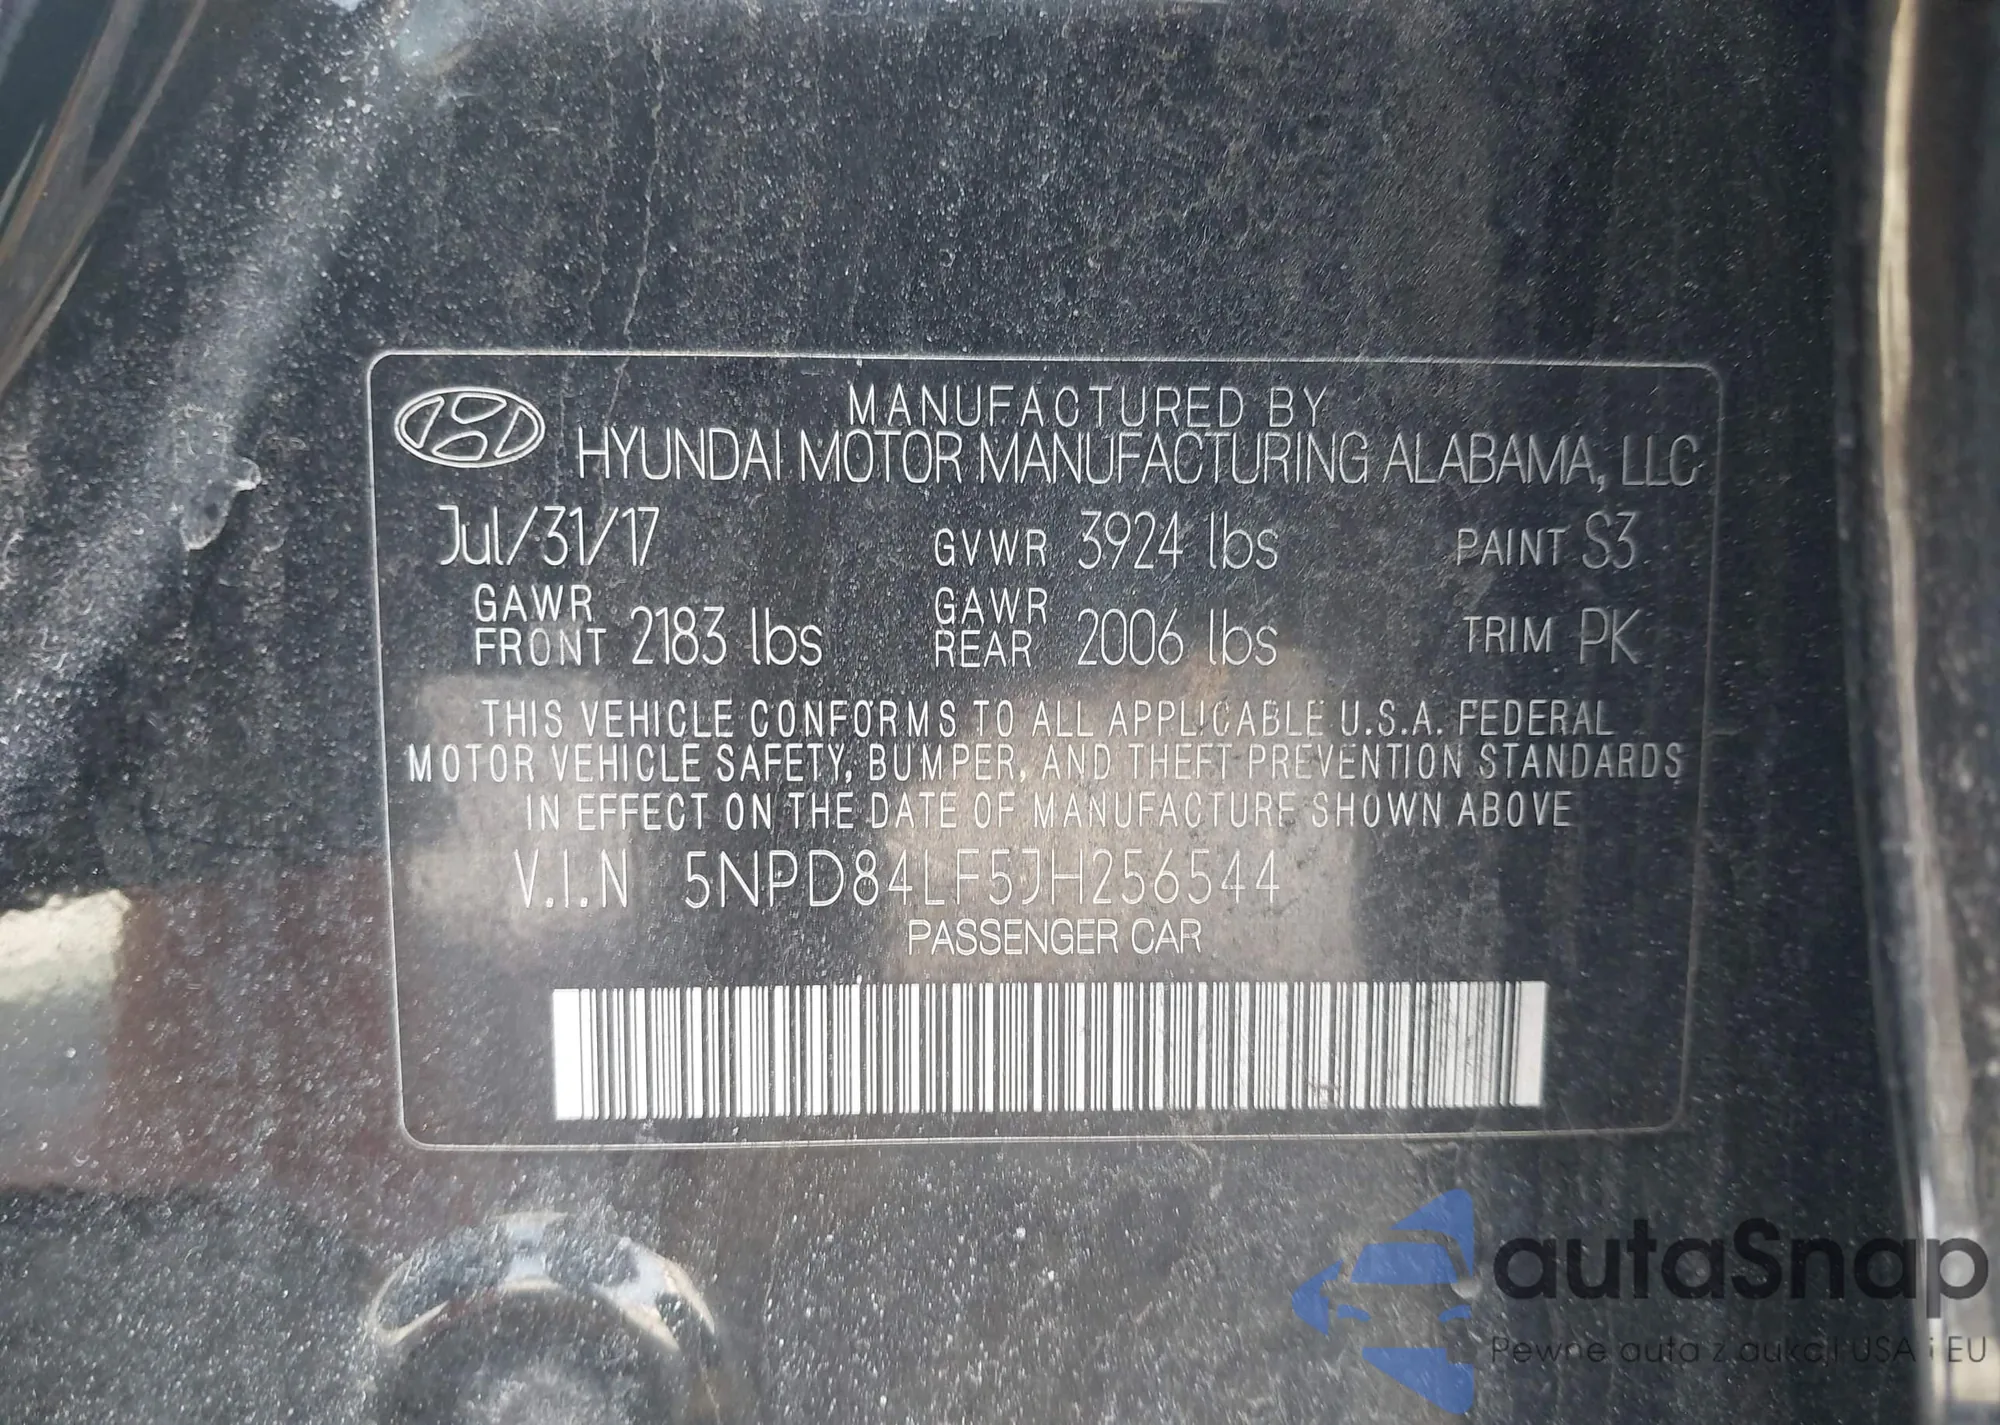 MANUFACTURED BY
HYUNDAI MOTOR MANUFACTURING ALABAMA, LLC
Jul/31/17 GVWR 3924 lbs PAINT S3
GAWR FRONT 2183 lbs GAWR REAR 2006 lbs TRIM PK
THIS VEHICLE CONFORMS TO ALL APPLICABLE U.S.A. FEDERAL
MOTOR VEHICLE SAFETY, BUMPER, AND THEFT PREVENTION STANDARDS
IN EFFECT ON THE DATE OF MANUFACTURE SHOWN ABOVE
V.I.N 5NPD84LF5JH256544
PASSENGER CAR
autaSnap
Pewne auta z aukcji USA i EU